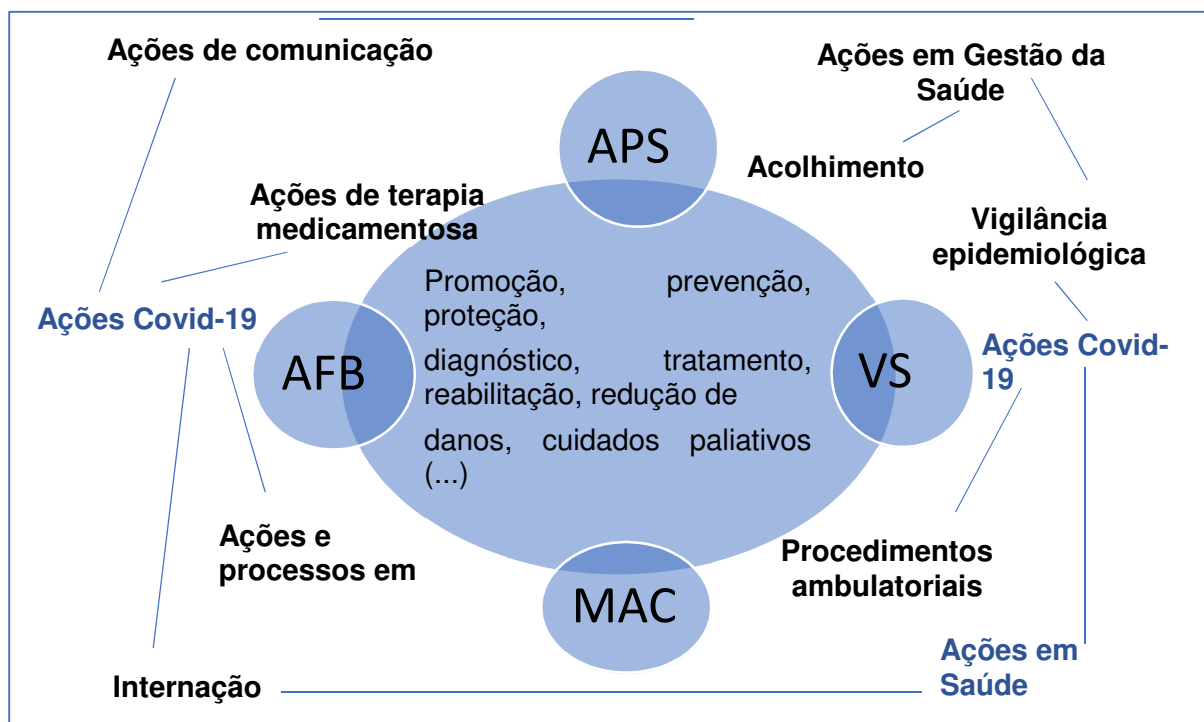 Ações de comunicação
Ações em Gestão da
Saúde
APS
Acolhimento
Ações de terapia
medicamentosa
Vigilância
epidemiológica
Promoção, prevenção,
proteção,
Ações Covid-19
Ações Covid-
19
AFB
diagnóstico, tratamento,
reabilitação, redução de
VS
danos, cuidados paliativos
(...)
Ações e
processos em
Procedimentos
ambulatoriais
MAC
Ações em
Saúde
Internação